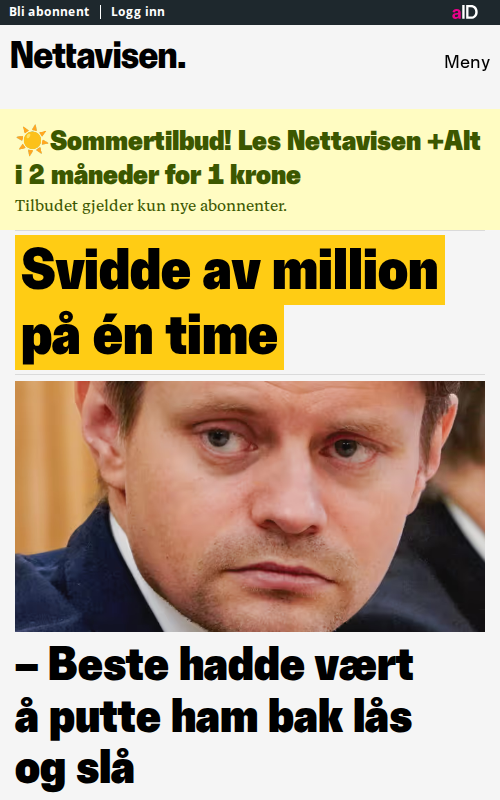 Bli abonnent | Logg inn
aID
Nettavisen.
Meny
☀️Sommertilbud! Les Nettavisen +Alt
i 2 måneder for 1 krone
Tilbudet gjelder kun nye abonnenter.
Svidde av million
på én time
– Beste hadde vært
å putte ham bak lås
og slå